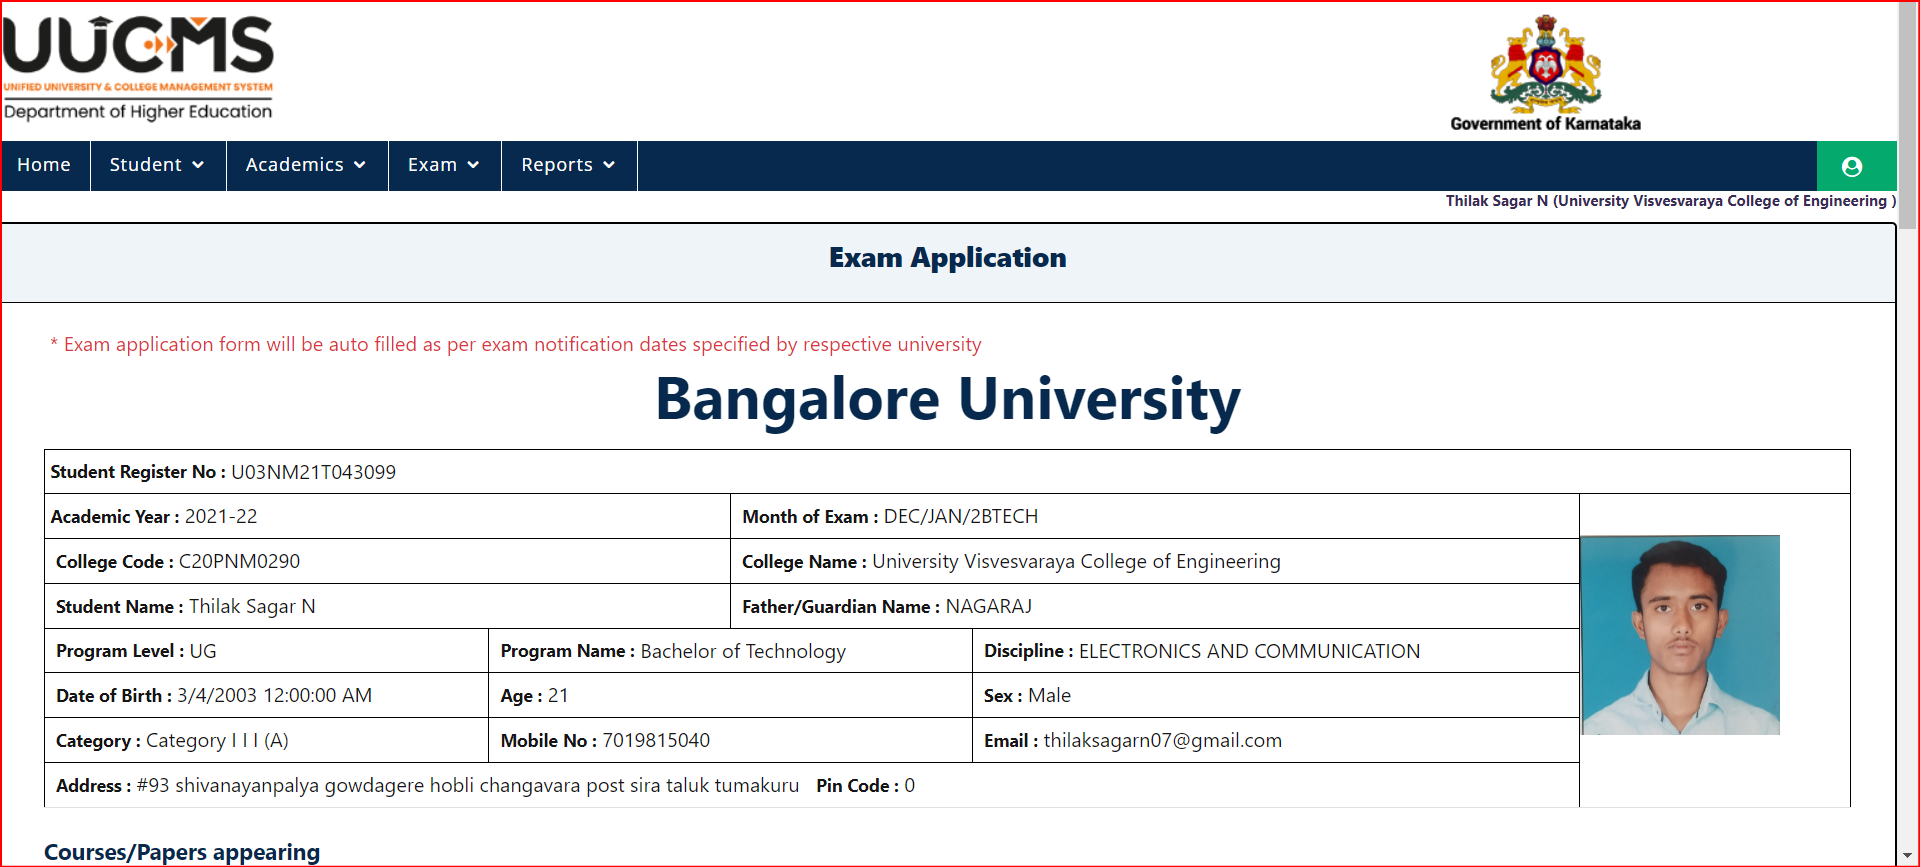 UUCMS
UNIFIED UNIVERSITY & COLLEGE MANAGEMENT SYSTEM
Department of Higher Education
Government of Karnataka
Home Student Academics Exam Reports
Thilak Sagar N (University Visvesvaraya College of Engineering )
Exam Application
* Exam application form will be auto filled as per exam notification dates specified by respective university
Bangalore University
Student Register No : U03NM21T043099
Academic Year : 2021-22 Month of Exam : DEC/JAN/2BTECH
College Code : C20PNM0290 College Name : University Visvesvaraya College of Engineering
Student Name : Thilak Sagar N Father/Guardian Name : NAGARAJ
Program Level : UG Program Name : Bachelor of Technology Discipline : ELECTRONICS AND COMMUNICATION
Date of Birth : 3/4/2003 12:00:00 AM Age : 21 Sex : Male
Category : Category I I I (A) Mobile No : 7019815040 Email : thilaksagarn07@gmail.com
Address : #93 shivanayanpalya gowdagere hobli changavara post sira taluk tumakuru Pin Code : 0
Courses/Papers appearing